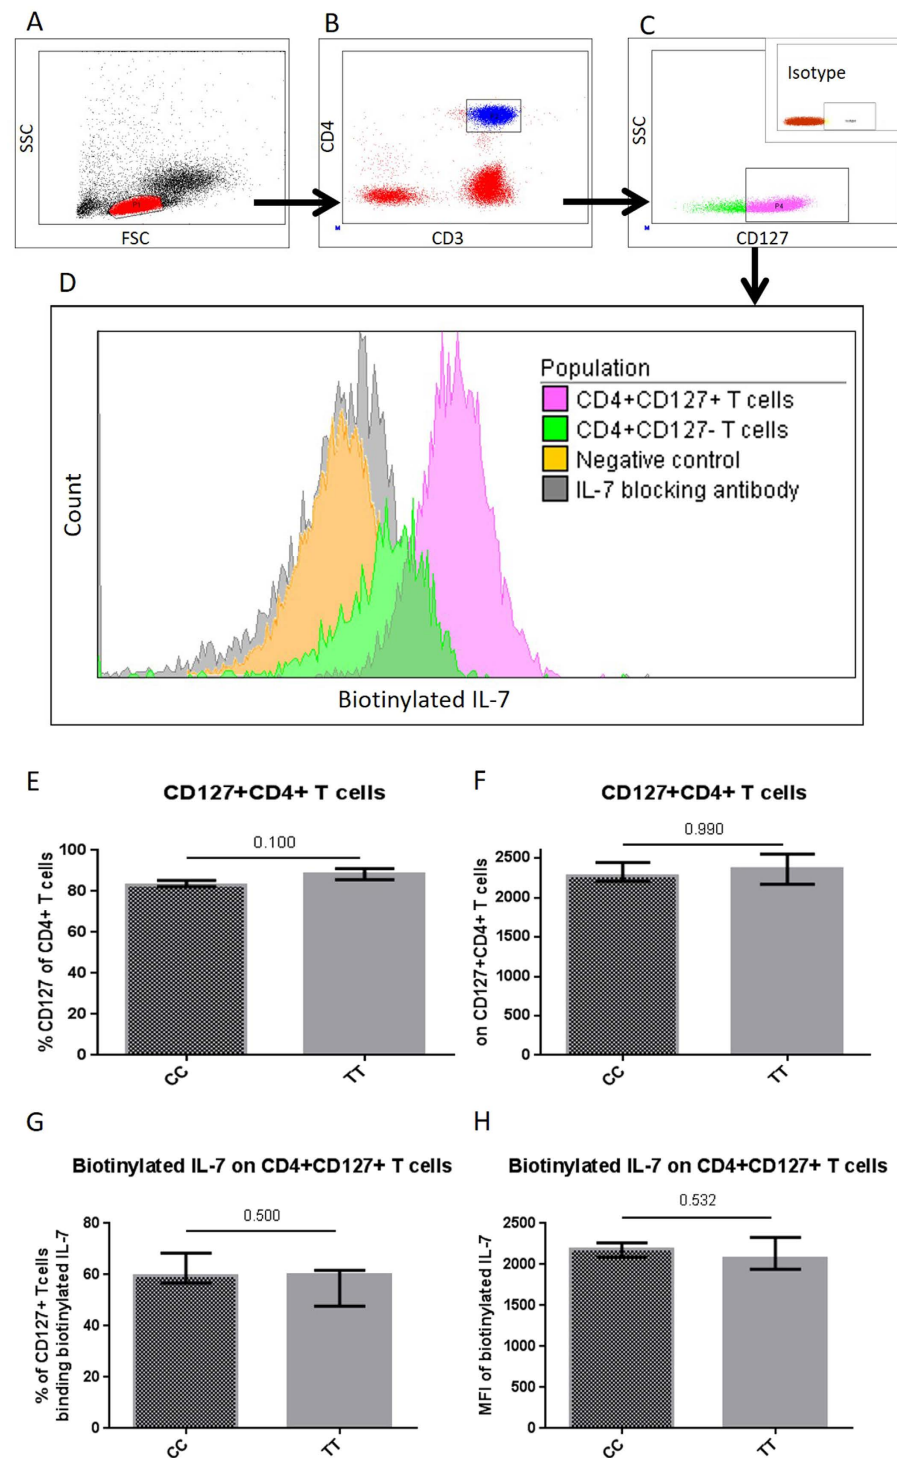 A
B
C
SSC
FSC
CD4
CD3
SSC
Isotype
P4
CD127
D
Count
Population
CD4+CD127+ T cells
CD4+CD127- T cells
Negative control
IL-7 blocking antibody
Biotinylated IL-7
E
CD127+CD4+ T cells
0.100
% CD127 of CD4+ T cells
100
80
60
40
20
0
CC
TT
F
CD127+CD4+ T cells
0.990
on CD127+CD4+ T cells
2500
2000
1500
1000
500
0
CC
TT
G
Biotinylated IL-7 on CD4+CD127+ T cells
0.500
% of CD127+ Tcells
binding biotinylated IL-7
80
60
40
20
0
CC
TT
H
Biotinylated IL-7 on CD4+CD127+ T cells
0.532
MFI of biotinylated IL-7
2500
2000
1500
1000
500
0
CC
TT